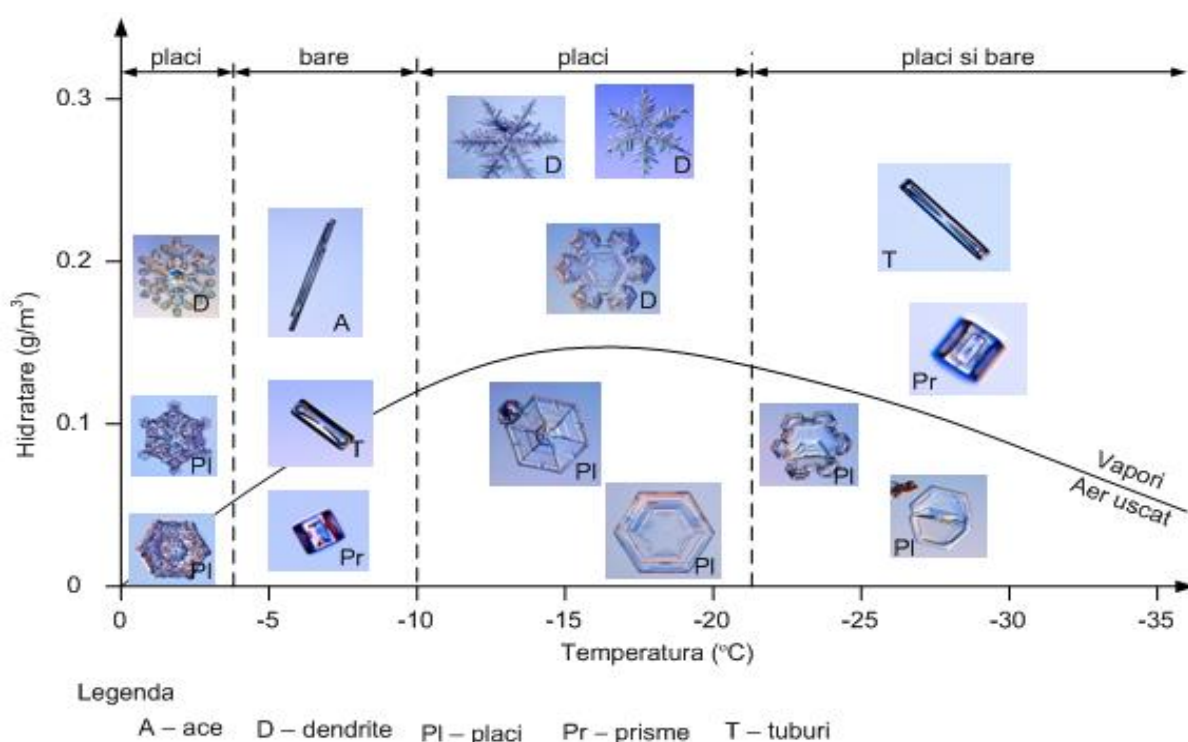 placi bare placi placi si bare
0.3
D D
T
0.2
D A D
Pr
Hidratare (g/m³)
0.1
Pl T Pl Pl
Vapori
Aer uscat
Pl Pr Pl Pl
0
0 -5 -10 -15 -21 -25 -30 -35
Temperatura (°C)
Legenda
A – ace D – dendrite Pl – placi Pr – prisme T – tuburi